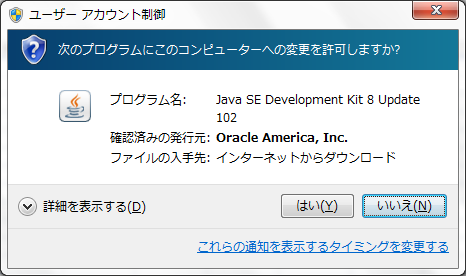 ユーザー アカウント制御
次のプログラムにこのコンピューターへの変更を許可しますか?
プログラム名: Java SE Development Kit 8 Update
102
確認済みの発行元: Oracle America, Inc.
ファイルの入手先: インターネットからダウンロード
詳細を表示する(D)
はい(Y)
いいえ(N)
これらの通知を表示するタイミングを変更する